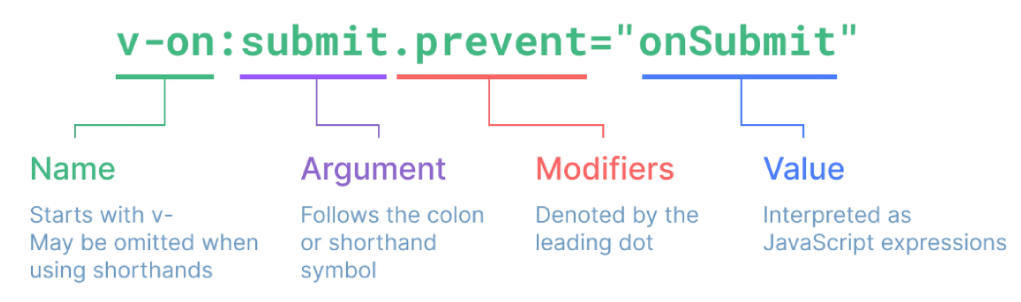 v-on:submit.prevent="onSubmit"
Name
Starts with v-
May be omitted when
using shorthands
Argument
Follows the colon
or shorthand
symbol
Modifiers
Denoted by the
leading dot
Value
Interpreted as
JavaScript expressions